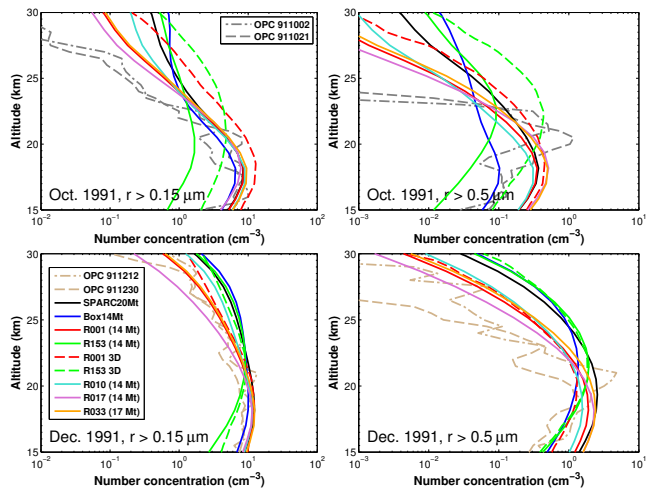 30
25
20
15
Altitude (km)
10⁻² 10⁻¹ 10⁰ 10¹ 10²
Number concentration (cm⁻³)
Oct. 1991, r > 0.15 μm
OPC 911002
OPC 911021
30
25
20
15
Altitude (km)
10⁻³ 10⁻² 10⁻¹ 10⁰ 10¹
Number concentration (cm⁻³)
Oct. 1991, r > 0.5 μm
30
25
20
15
Altitude (km)
10⁻² 10⁻¹ 10⁰ 10¹ 10²
Number concentration (cm⁻³)
Dec. 1991, r > 0.15 μm
OPC 911212
OPC 911230
SPARC20Mt
Box14Mt
R001 (14 Mt)
R153 (14 Mt)
R001 3D
R153 3D
R010 (14 Mt)
R017 (14 Mt)
R033 (17 Mt)
30
25
20
15
Altitude (km)
10⁻³ 10⁻² 10⁻¹ 10⁰ 10¹
Number concentration (cm⁻³)
Dec. 1991, r > 0.5 μm